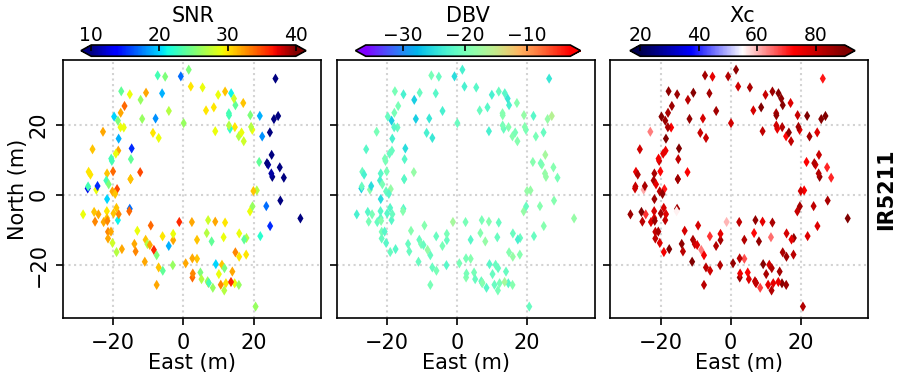 SNR DBV Xc
10 20 30 40 −30 −20 −10 20 40 60 80
North (m)
20
0
−20
−20 0 20 −20 0 20 −20 0 20
East (m) East (m) East (m)
IR5211